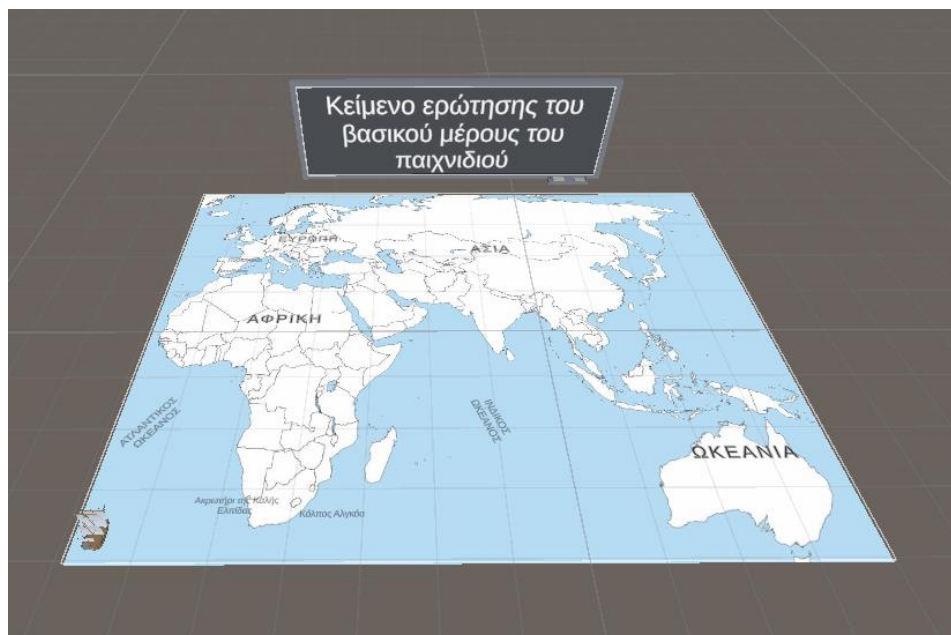 Κείμενο ερώτησης του
βασικού μέρους του
παιχνιδιού
ΕΥΡΩΠΗ
ΑΣΙΑ
ΑΦΡΙΚΗ
ΑΤΛΑΝΤΙΚΟΣ
ΩΚΕΑΝΟΣ
ΙΝΔΙΚΟΣ
ΩΚΕΑΝΟΣ
ΩΚΕΑΝΙΑ
Ακρωτήρι της Καλής
Ελπίδας
Κόλπος Αλγκόα